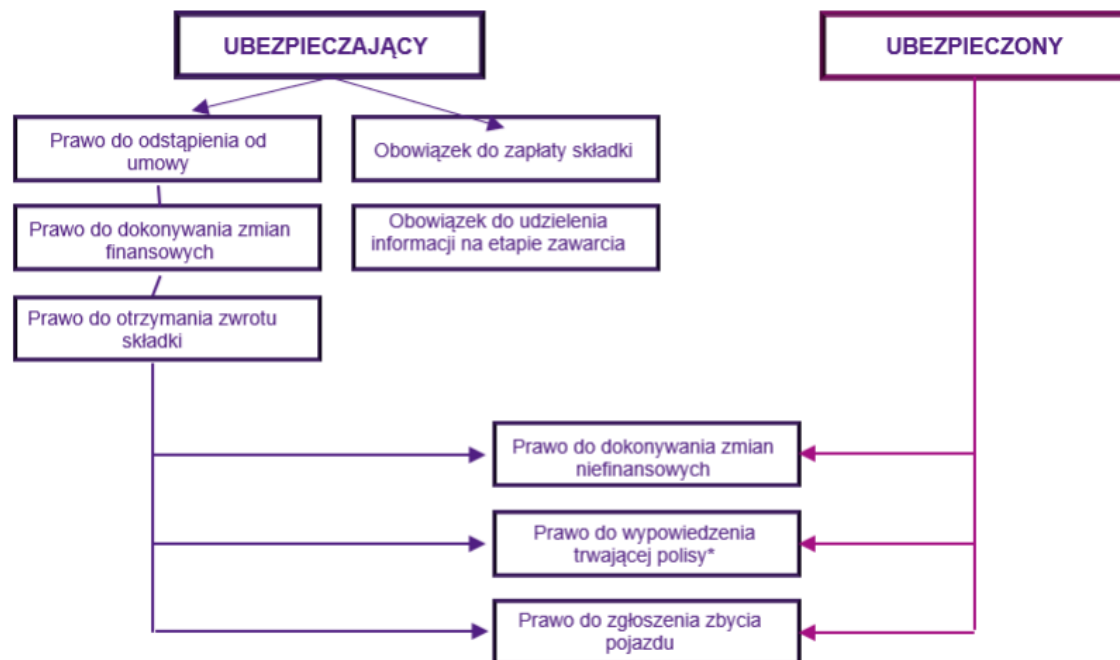 UBEZPIECZAJĄCY
UBEZPIECZONY
Prawo do odstąpienia od
umowy
Obowiązek do zapłaty składki
Prawo do dokonywania zmian
finansowych
Obowiązek do udzielenia
informacji na etapie zawarcia
Prawo do otrzymania zwrotu
składki
Prawo do dokonywania zmian
niefinansowych
Prawo do wypowiedzenia
trwającej polisy*
Prawo do zgłoszenia zbycia
pojazdu